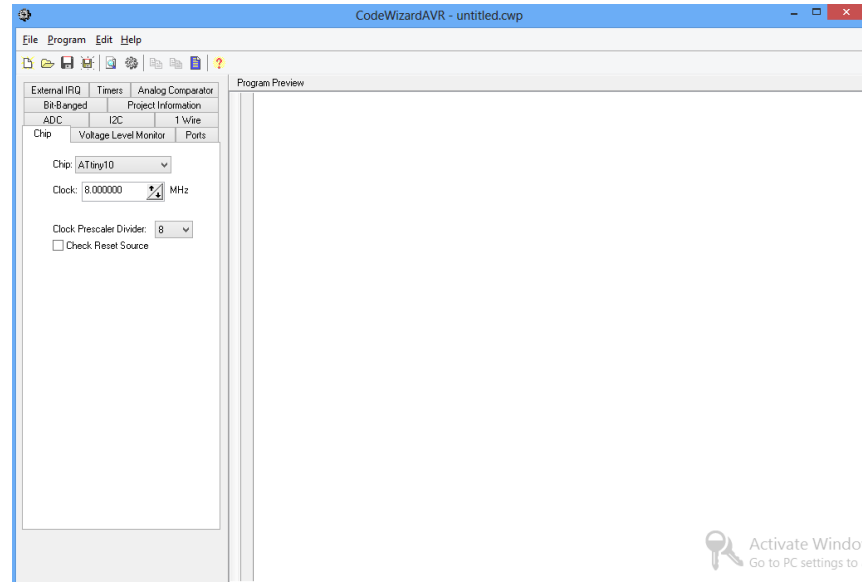 CodeWizardAVR - untitled.cwp
File Program Edit Help
?
Program Preview
External IRQ Timers Analog Comparator
Bit-Banged Project Information
ADC I2C 1 Wire
Chip Voltage Level Monitor Ports
Chip: ATtiny10
Clock: 8.000000 MHz
Clock Prescaler Divider: 8
Check Reset Source
Activate Windo
Go to PC settings to